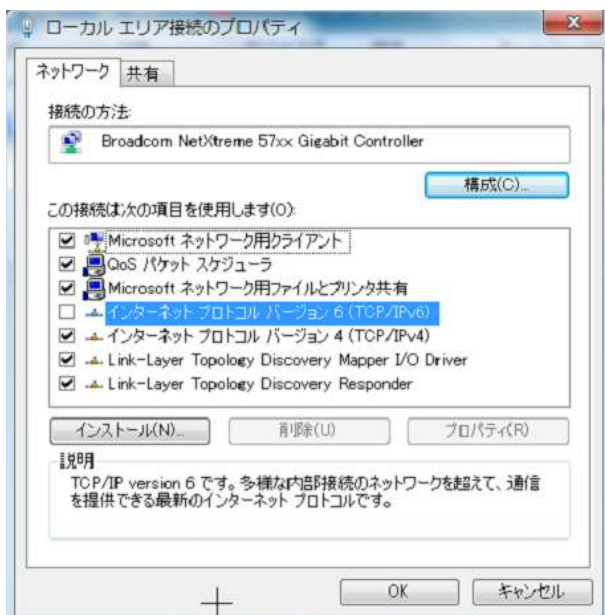 ローカル エリア接続のプロパティ
ネットワーク 共有
接続の方法:
Broadcom NetXtreme 57xx Gigabit Controller
構成(C)...
この接続は次の項目を使用します(O):
Microsoft ネットワーク用クライアント
QoS パケット スケジューラ
Microsoft ネットワーク用ファイルとプリンタ共有
インターネット プロトコル バージョン 6 (TCP/IPv6)
インターネット プロトコル バージョン 4 (TCP/IPv4)
Link-Layer Topology Discovery Mapper I/O Driver
Link-Layer Topology Discovery Responder
インストール(N)... 削除(U) プロパティ(R)
説明
TCP/IP version 6 です。多様な内部接続のネットワークを超えて、通信
を提供できる最新のインターネット プロトコルです。
OK キャンセル